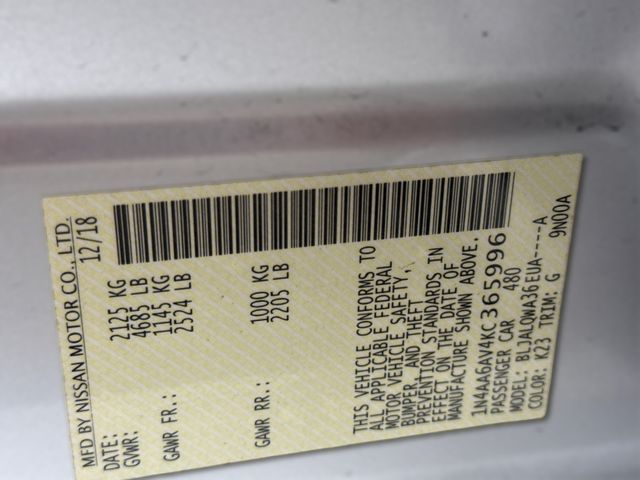 MFD BY NISSAN MOTOR CO., LTD.
DATE: 12/18
GVWR: 2125 KG
4685 LB
GAWR FR.: 1145 KG
2524 LB
GAWR RR.: 1000 KG
2205 LB
THIS VEHICLE CONFORMS TO
ALL APPLICABLE FEDERAL
MOTOR VEHICLE SAFETY,
BUMPER, AND THEFT
PREVENTION STANDARDS IN
EFFECT ON THE DATE OF
MANUFACTURE SHOWN ABOVE.
1N4AA6AV4KC365996
PASSENGER CAR 480
MODEL: BLJALOWA36EUA----A
COLOR: K23 TRIM: G 9N00A